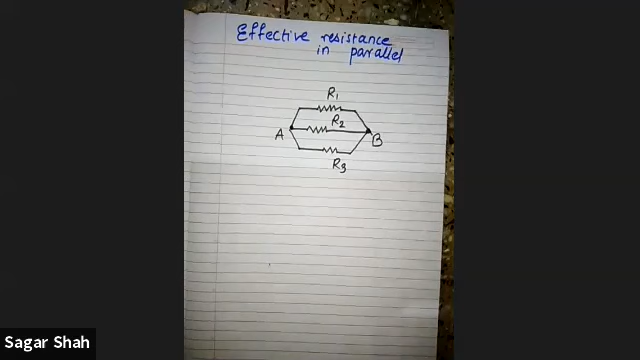 Effective resistance
in parallel
R1
R2
A
B
R3
Sagar Shah